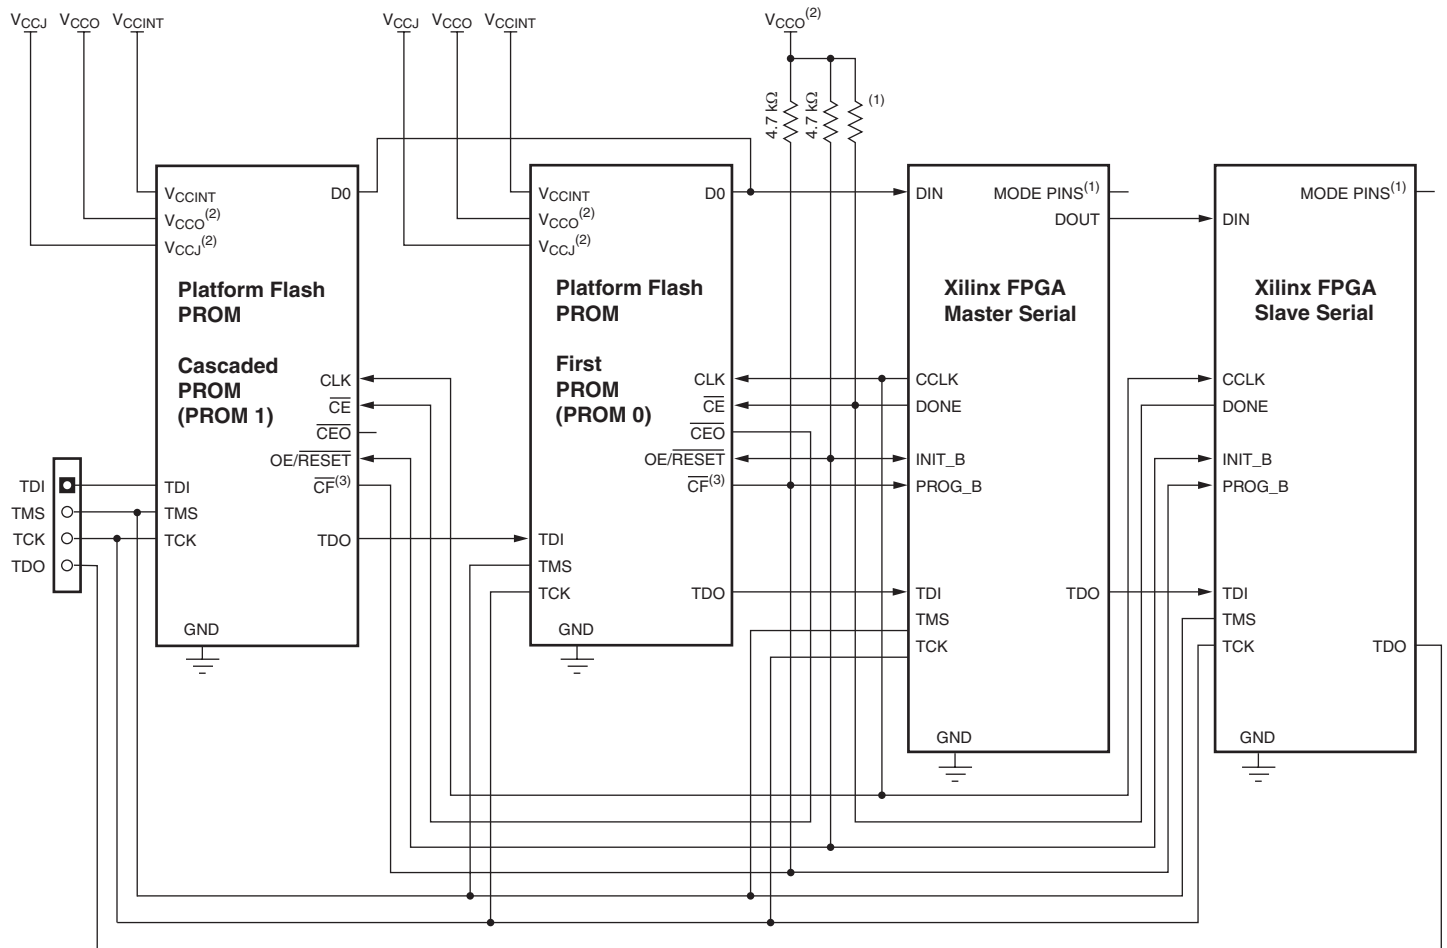 VCCJ VCCO VCCINT
VCCJ VCCO VCCINT
VCCO(2)
4.7 kΩ
4.7 kΩ
(1)
VCCINT
VCCO(2)
VCCJ(2)
D0
Platform Flash
PROM
Cascaded
PROM
(PROM 1)
CLK
CE
CEO
OE/RESET
CF(3)
TDI
TMS
TCK
TDO
GND
TDI
TMS
TCK
TDO
VCCINT
VCCO(2)
VCCJ(2)
D0
Platform Flash
PROM
First
PROM
(PROM 0)
CLK
CE
CEO
OE/RESET
CF(3)
TDI
TMS
TCK
TDO
GND
DIN
MODE PINS(1)
DOUT
Xilinx FPGA
Master Serial
CCLK
DONE
INIT_B
PROG_B
TDI
TMS
TCK
TDO
GND
MODE PINS(1)
DIN
Xilinx FPGA
Slave Serial
CCLK
DONE
INIT_B
PROG_B
TDI
TMS
TCK
TDO
GND